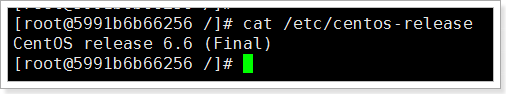 [root@5991b6b66256 /]# cat /etc/centos-release
CentOS release 6.6 (Final)
[root@5991b6b66256 /]#